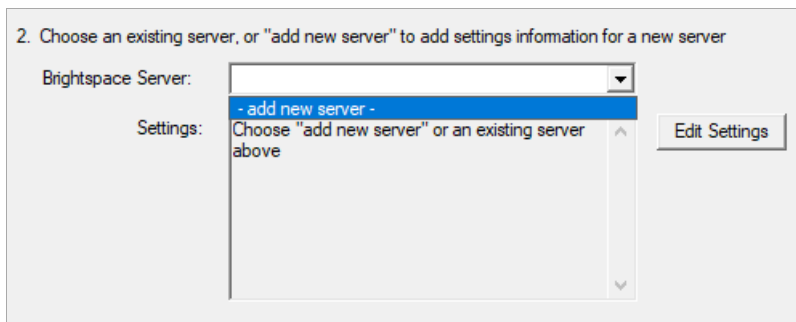 2. Choose an existing server, or "add new server" to add settings information for a new server
Brightspace Server:
- add new server -
Settings:
Choose "add new server" or an existing server
above
Edit Settings